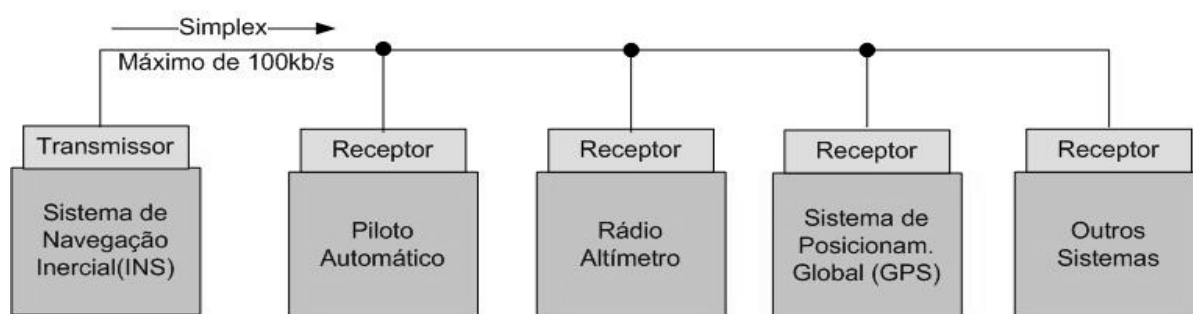 Simplex
Máximo de 100kb/s
Transmissor
Sistema de
Navegação
Inercial(INS)
Receptor
Piloto
Automático
Receptor
Rádio
Altímetro
Receptor
Sistema de
Posicionam.
Global (GPS)
Receptor
Outros
Sistemas